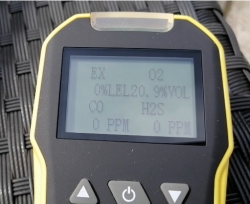 EX O2
0%LEL20.9%VOL
CO H2S
0 PPM 0 PPM